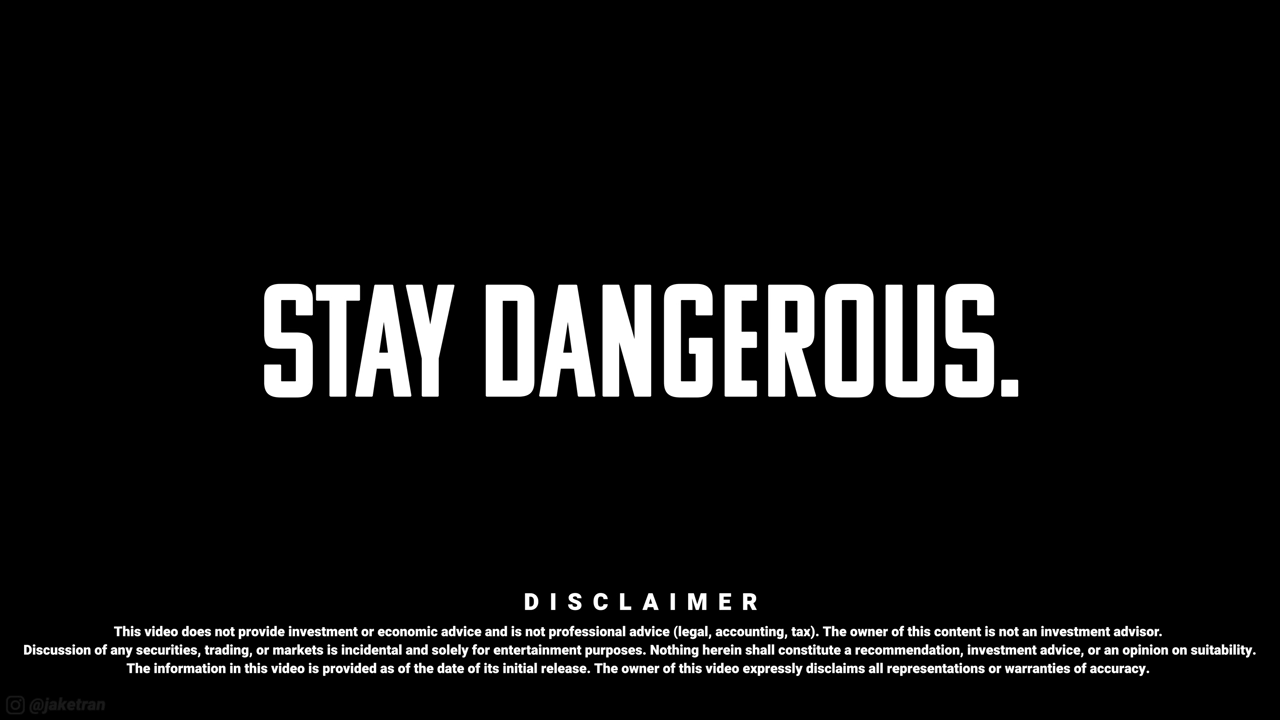 STAY DANGEROUS.
DISCLAIMER
This video does not provide investment or economic advice and is not professional advice (legal, accounting, tax). The owner of this content is not an investment advisor.
Discussion of any securities, trading, or markets is incidental and solely for entertainment purposes. Nothing herein shall constitute a recommendation, investment advice, or an opinion on suitability.
The information in this video is provided as of the date of its initial release. The owner of this video expressly disclaims all representations or warranties of accuracy.
@jaketran